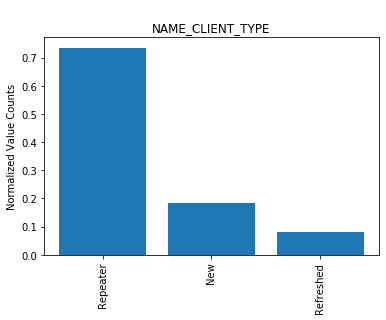 NAME_CLIENT_TYPE
Normalized Value Counts
0.7
0.6
0.5
0.4
0.3
0.2
0.1
0.0
Repeater
New
Refreshed